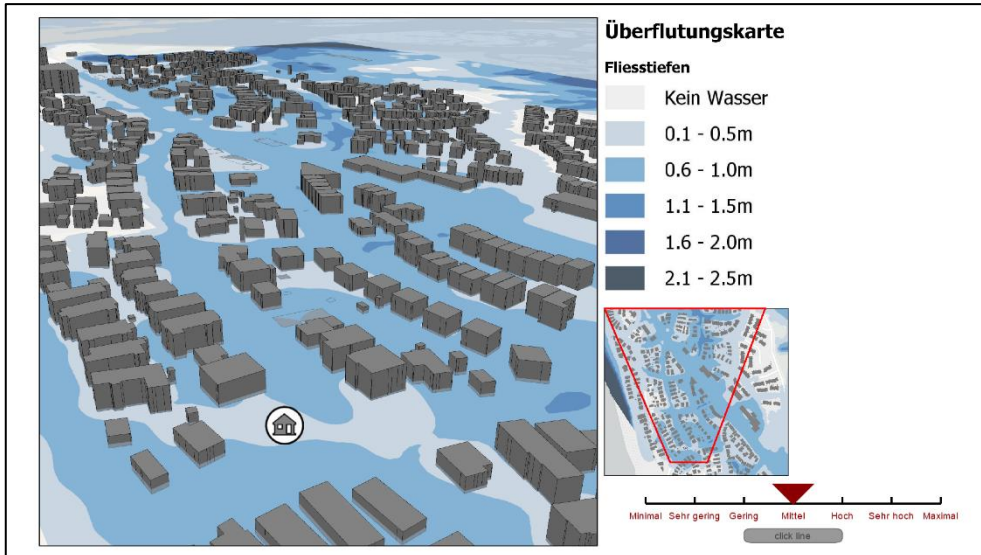 Überflutungskarte
Fliesstiefen
Kein Wasser
0.1 - 0.5m
0.6 - 1.0m
1.1 - 1.5m
1.6 - 2.0m
2.1 - 2.5m
Minimal Sehr gering Gering Mittel Hoch Sehr hoch Maximal
click line